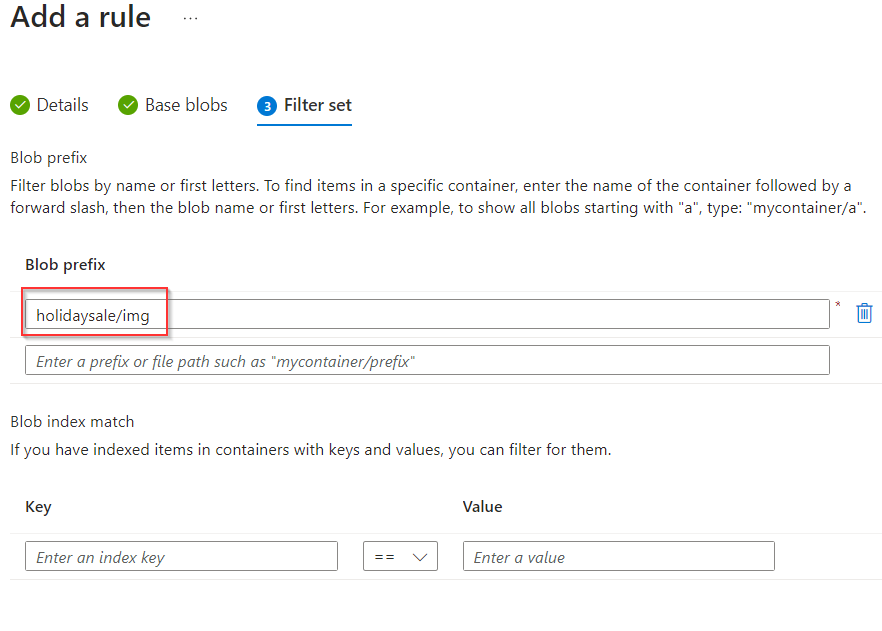 Add a rule ...
Details Base blobs 3 Filter set
Blob prefix
Filter blobs by name or first letters. To find items in a specific container, enter the name of the container followed by a
forward slash, then the blob name or first letters. For example, to show all blobs starting with "a", type: "mycontainer/a".
Blob prefix
holidaysale/img *
Enter a prefix or file path such as "mycontainer/prefix"
Blob index match
If you have indexed items in containers with keys and values, you can filter for them.
Key Value
Enter an index key == Enter a value